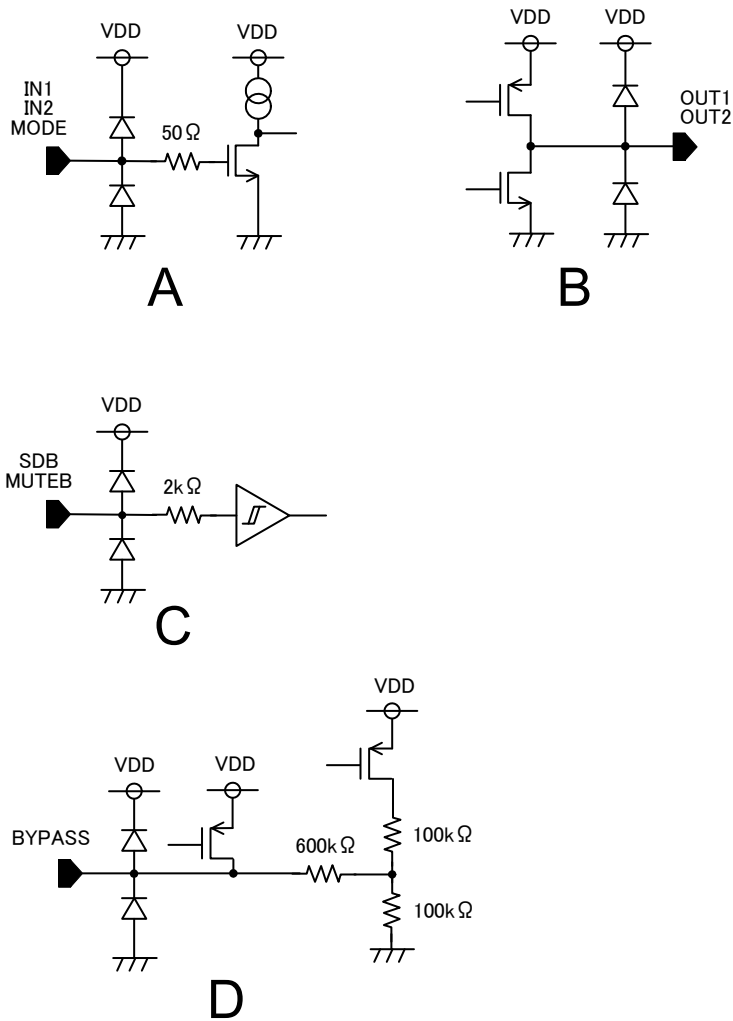 VDD
VDD
IN1
IN2
MODE
50Ω
A
VDD
VDD
OUT1
OUT2
B
VDD
SDB
MUTEB
2kΩ
C
VDD
VDD
VDD
BYPASS
600kΩ
100kΩ
100kΩ
D